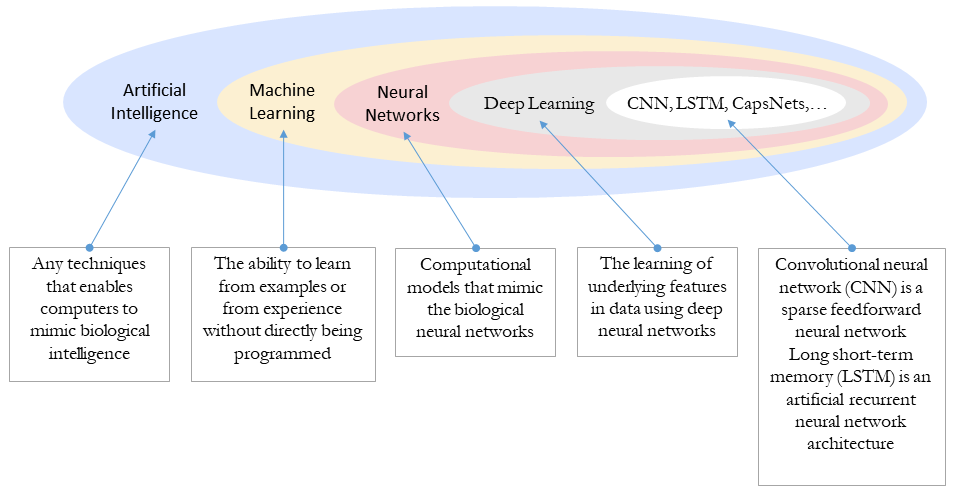 Artificial
Intelligence
Machine
Learning
Neural
Networks
Deep Learning
CNN, LSTM, CapsNets,…
Any techniques
that enables
computers to
mimic biological
intelligence
The ability to learn
from examples or
from experience
without directly being
programmed
Computational
models that mimic
the biological
neural networks
The learning of
underlying features
in data using deep
neural networks
Convolutional neural
network (CNN) is a
sparse feedforward
neural network
Long short-term
memory (LSTM) is an
artificial recurrent
neural network
architecture